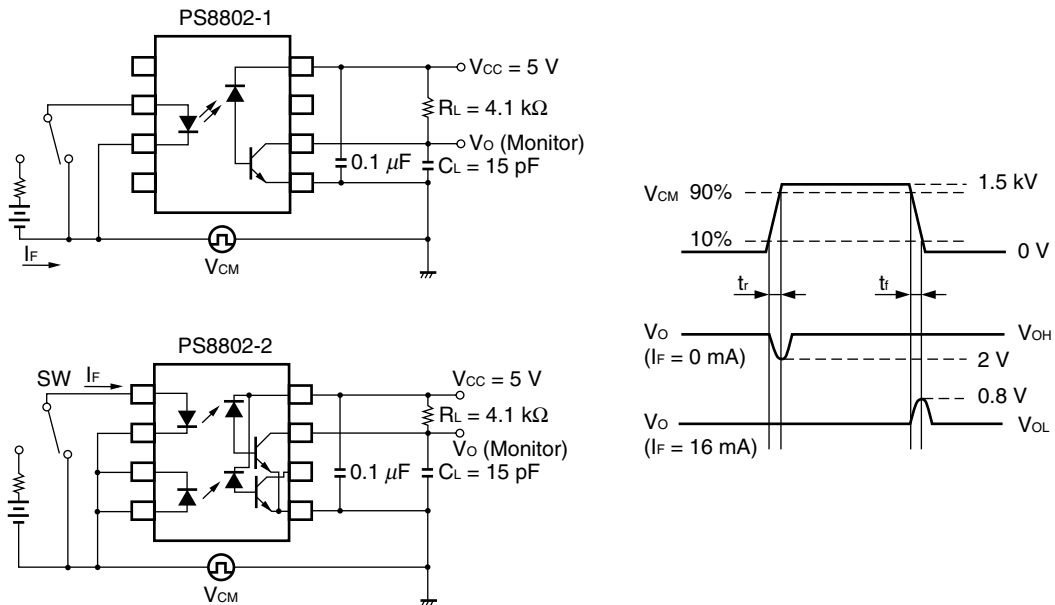 PS8802-1
VCC = 5 V
RL = 4.1 kΩ
VO (Monitor)
0.1 μF
CL = 15 pF
IF
VCM
PS8802-2
SW
IF
VCC = 5 V
RL = 4.1 kΩ
VO (Monitor)
0.1 μF
CL = 15 pF
VCM
VCM 90%
1.5 kV
10%
0 V
tr
tf
VO
(IF = 0 mA)
VOH
2 V
0.8 V
VO
(IF = 16 mA)
VOL